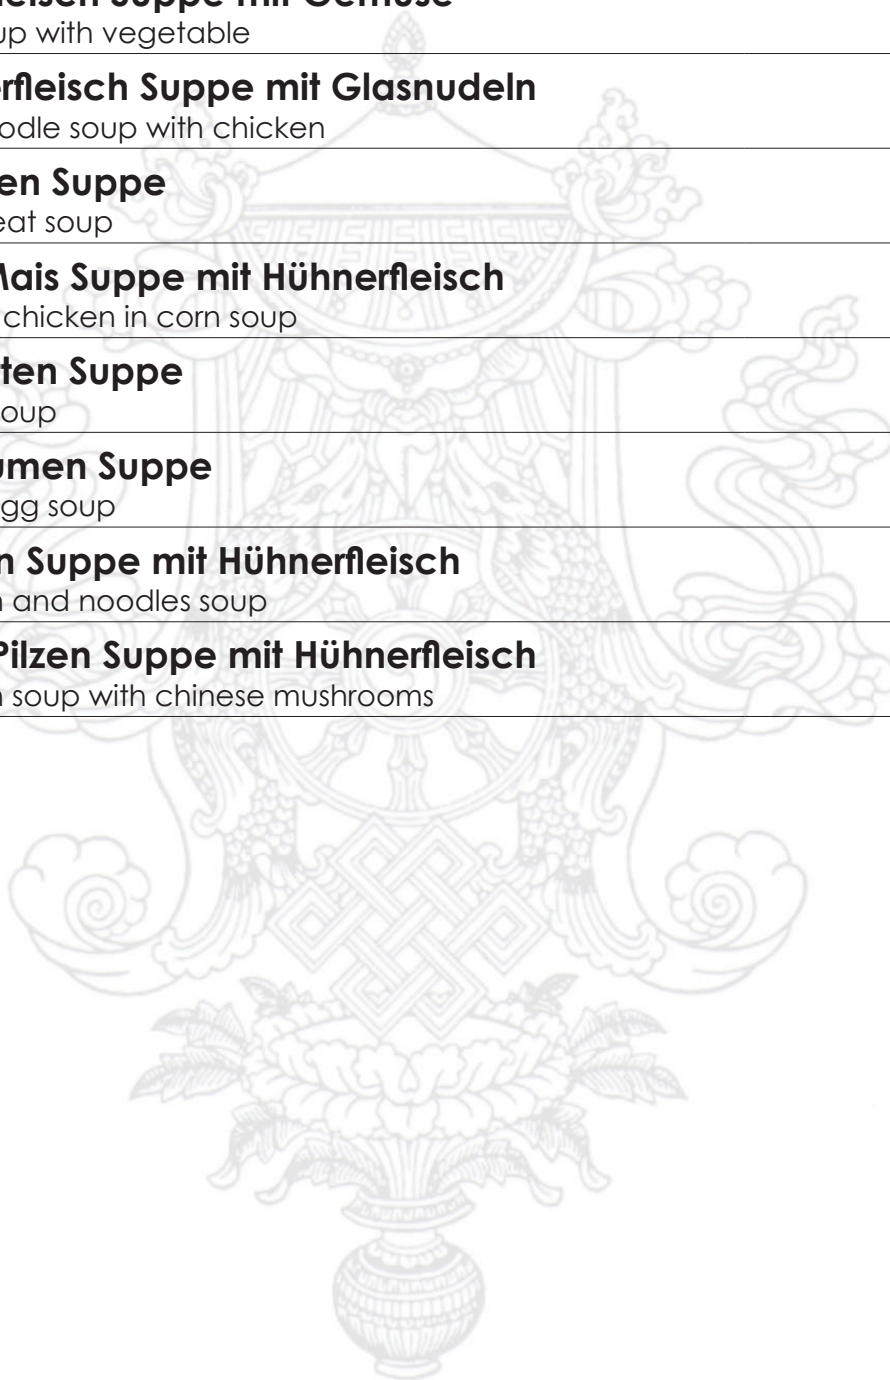 Suppe mit Gemüse
up with vegetable
rfleisch Suppe mit Glasnudeln
odle soup with chicken
en Suppe
eat soup
Mais Suppe mit Hühnerfleisch
chicken in corn soup
ten Suppe
oup
umen Suppe
gg soup
n Suppe mit Hühnerfleisch
and noodles soup
Pilzen Suppe mit Hühnerfleisch
soup with chinese mushrooms